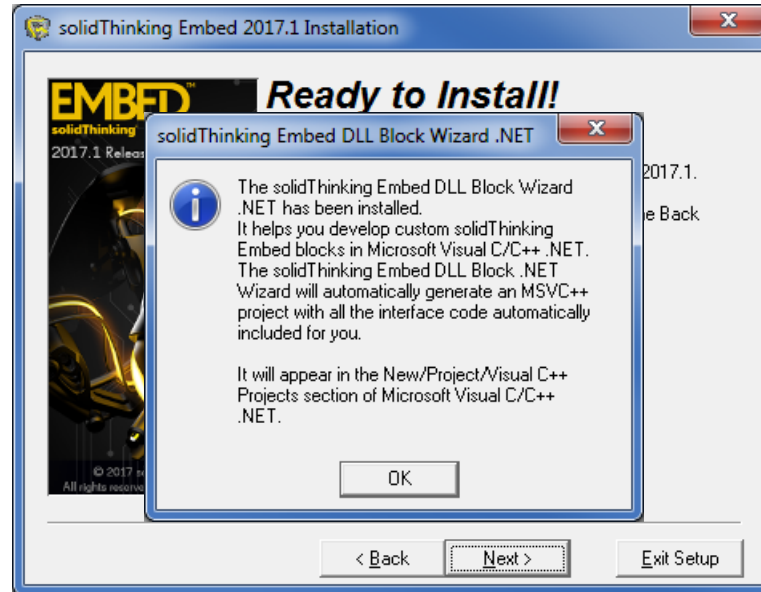 solidThinking Embed 2017.1 Installation
EMBED™
solidThinking
2017.1
Ready to Install!
2017.1.
Back
solidThinking Embed DLL Block Wizard .NET
The solidThinking Embed DLL Block Wizard
.NET has been installed.
It helps you develop custom solidThinking
Embed blocks in Microsoft Visual C/C++ .NET.
The solidThinking Embed DLL Block .NET
Wizard will automatically generate an MSVC++
project with all the interface code automatically
included for you.
It will appear in the New/Project/Visual C++
Projects section of Microsoft Visual C/C++
.NET.
OK
© 2017
All rights
< Back
Next >
Exit Setup